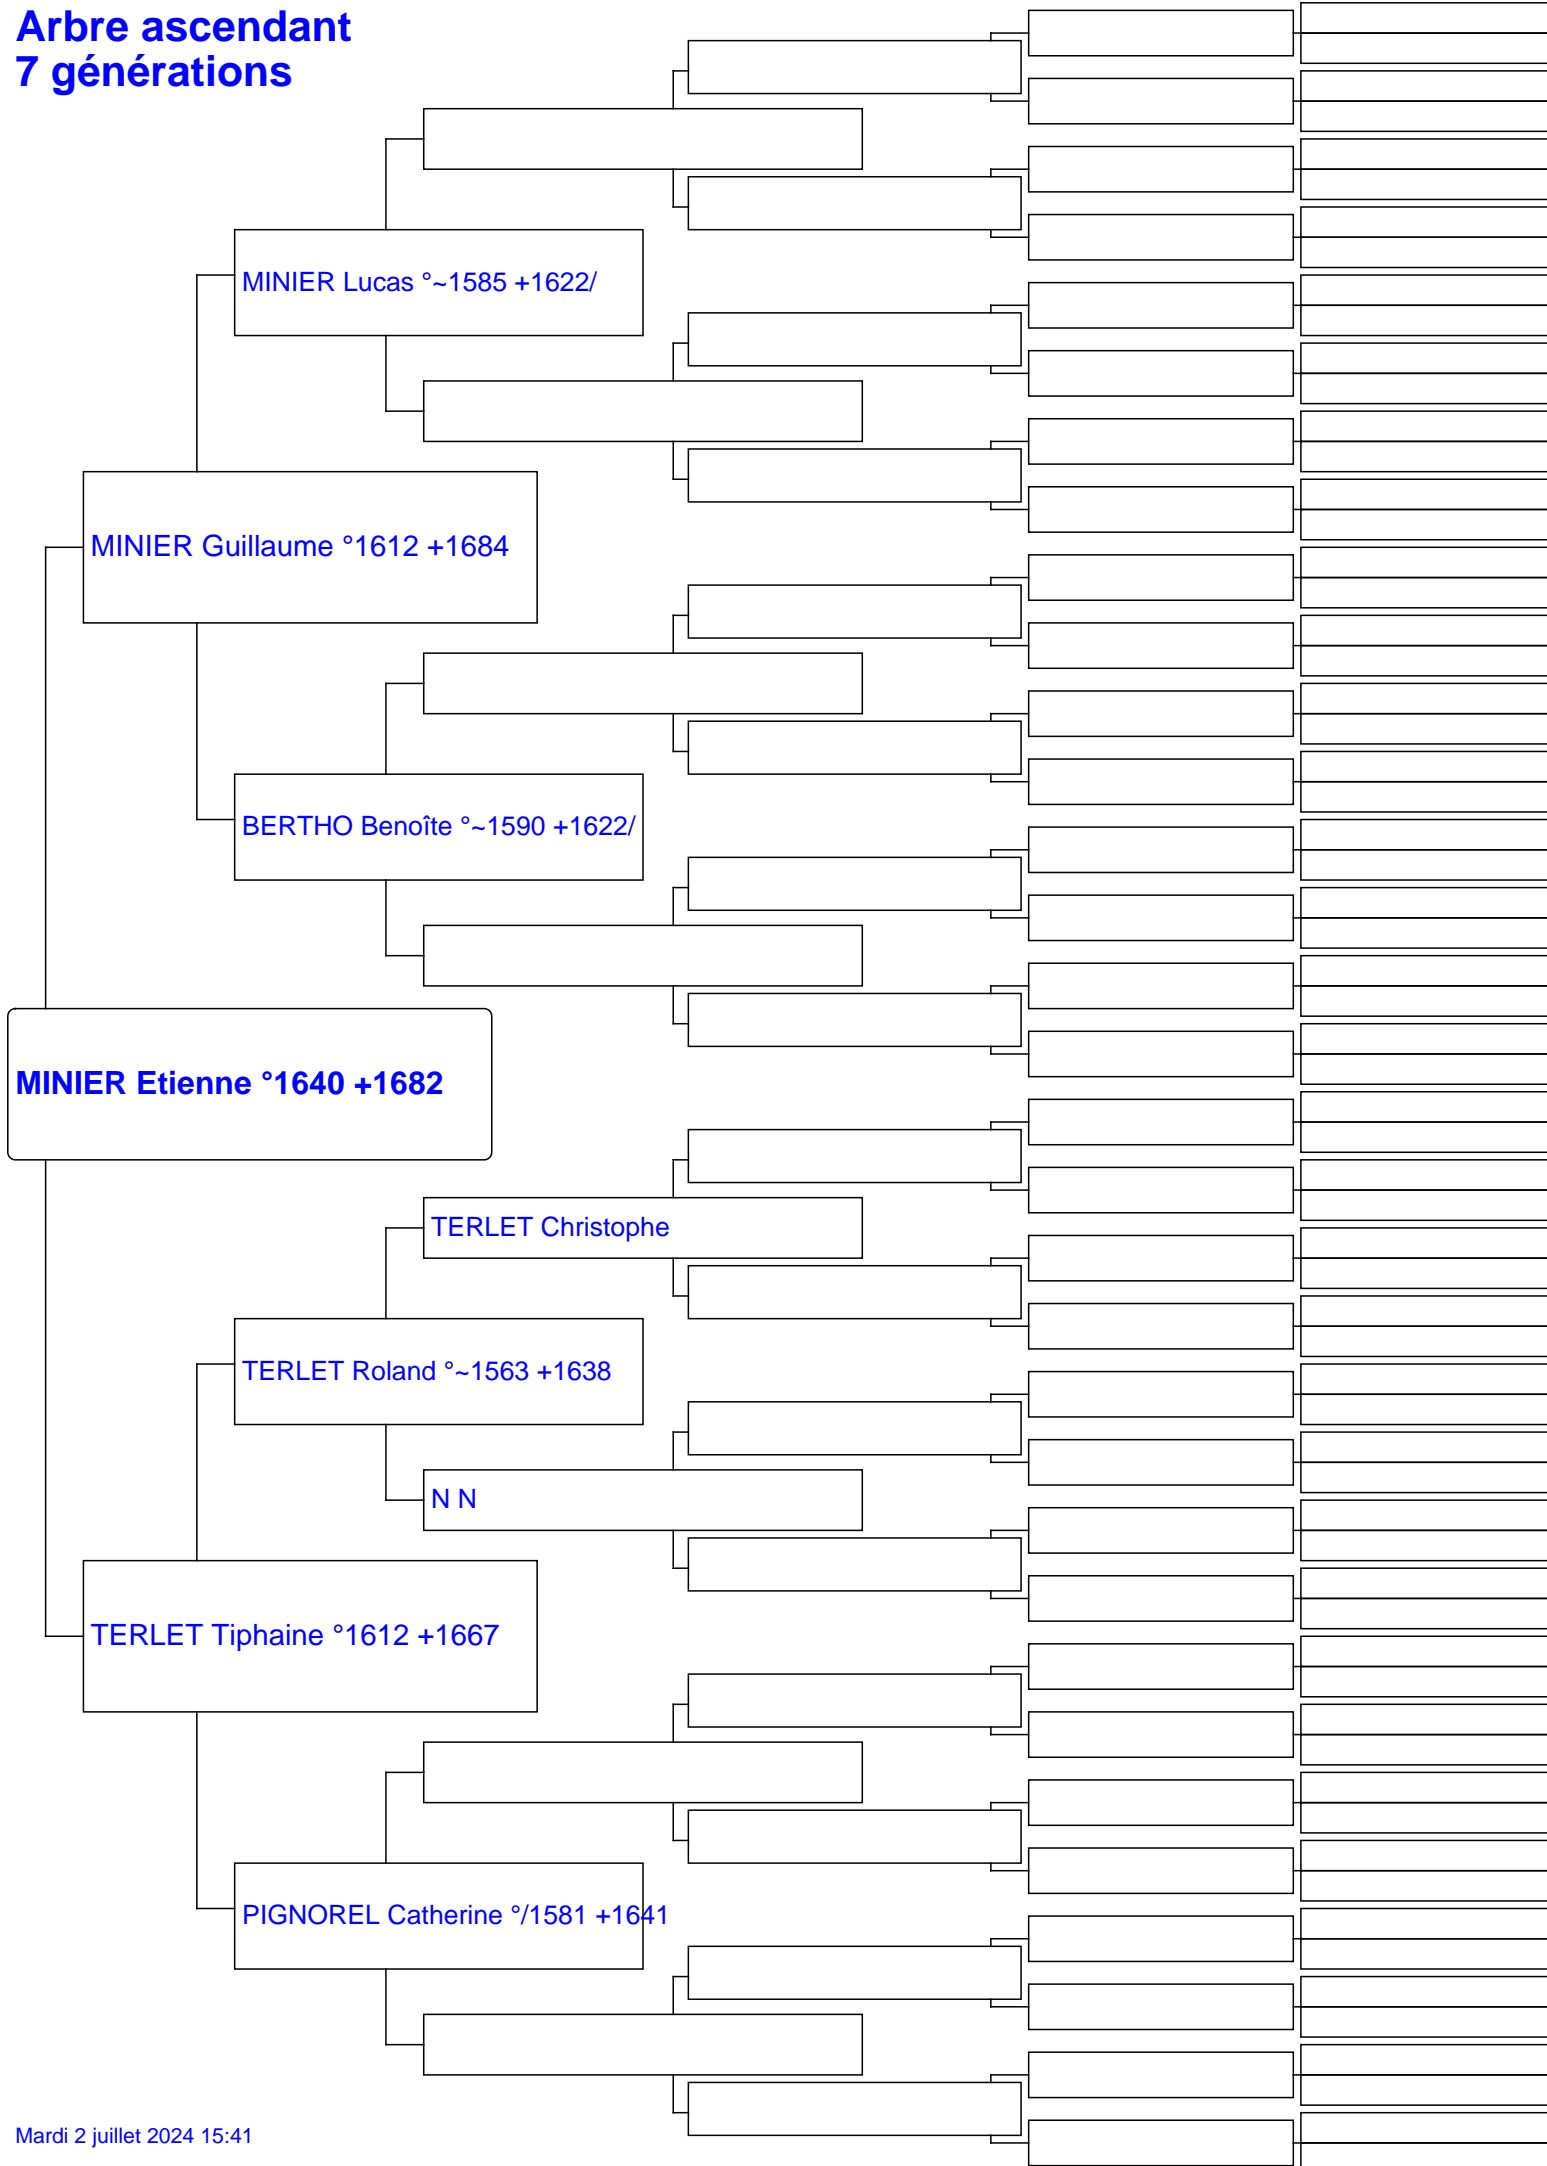 Arbre ascendant
7 générations
MINIER Lucas °~1585 +1622/
MINIER Guillaume °1612 +1684
BERTHO Benoîte °~1590 +1622/
MINIER Etienne °1640 +1682
TERLET Christophe
TERLET Roland °~1563 +1638
N N
TERLET Tiphaine °1612 +1667
PIGNOREL Catherine °/1581 +1641
Mardi 2 juillet 2024 15:41